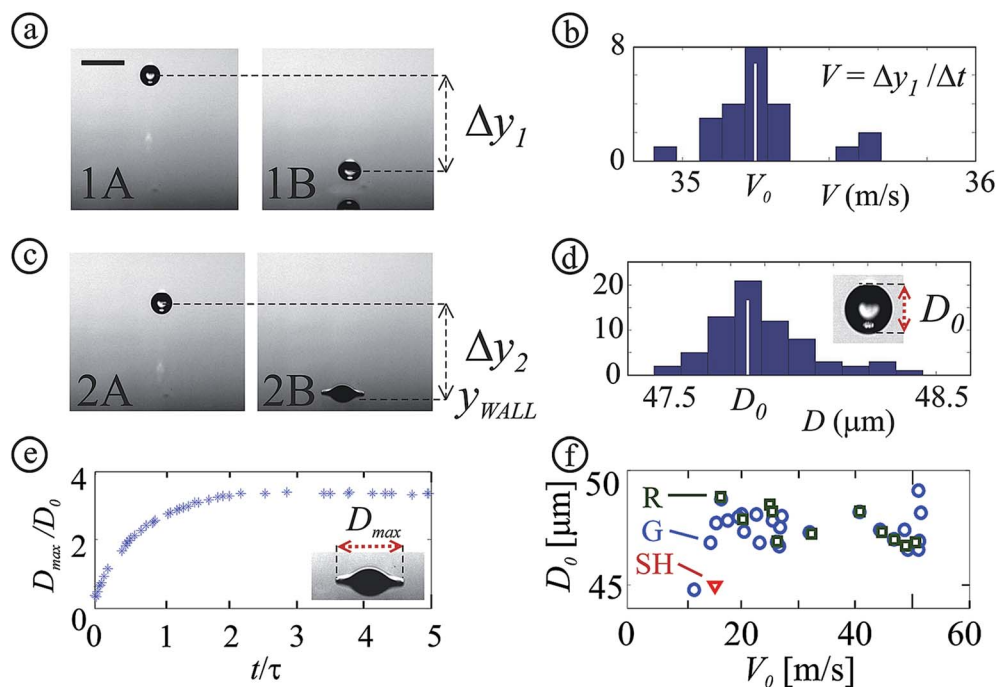 a
1A
1B
Δy1
b
8
4
0
V = Δy1 /Δt
35
V0
V (m/s)
36
c
2A
2B
Δy2
yWALL
d
20
10
0
D0
47.5
D0
D (μm)
48.5
e
Dmax /D0
4
2
0
Dmax
0
1
2
3
4
5
t/τ
f
D0 [μm]
50
45
R
G
SH
0
20
40
60
V0 [m/s]